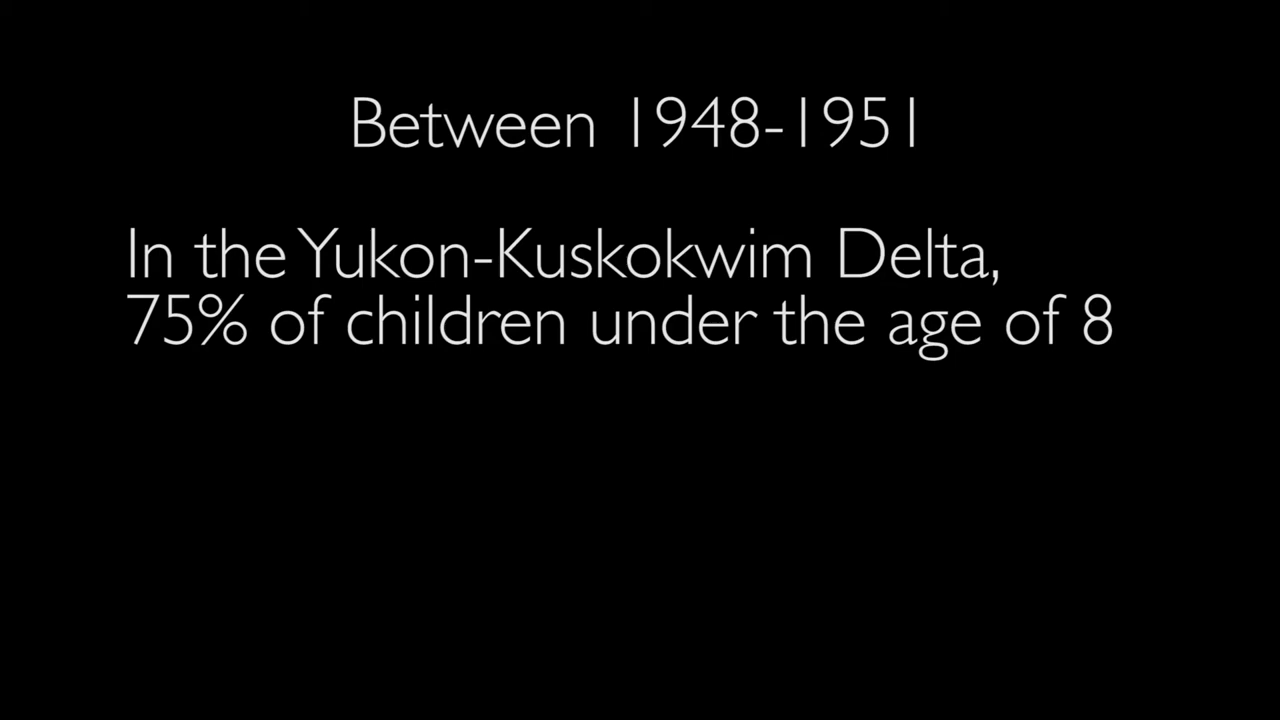 Between 1948-1951
In the Yukon-Kuskokwim Delta,
75% of children under the age of 8